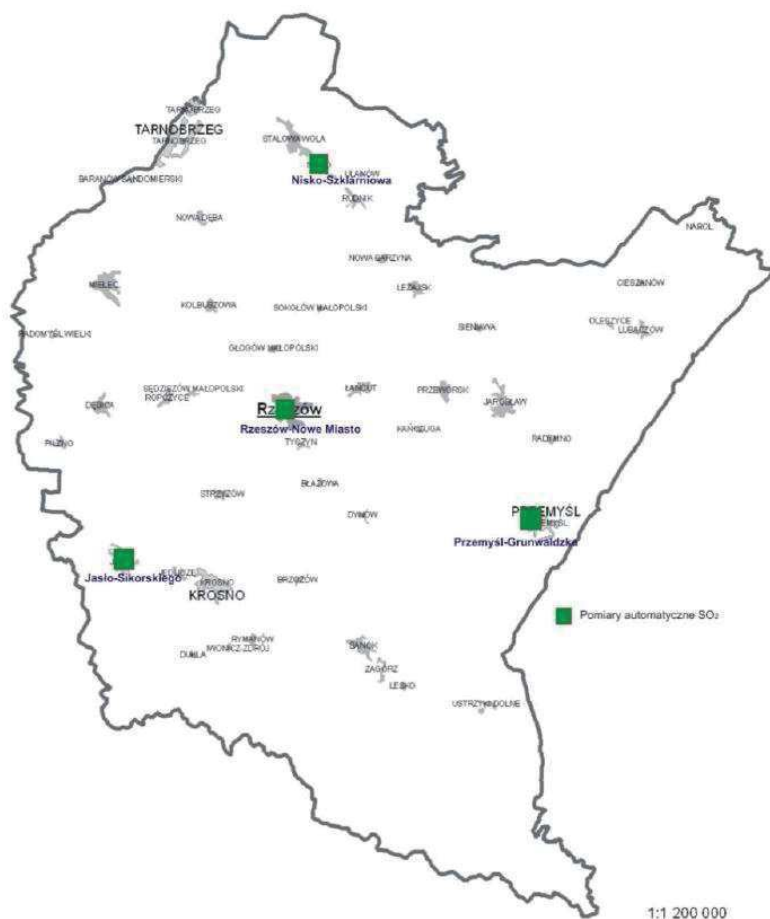 TARNOBRZEG
TARNOBRZEG
TARNOBRZEG
STALOWA WOLA
BARANÓW SANDOMIERSKI
ULANÓW
Nisko-Szklarniowa
RUDNIK
NOWA DĘBA
NAROL
NOWA SARZYNA
MIELEC
LEŻAJSK
CIESZANÓW
KOLBUSZOWA
SOKOŁÓW MAŁOPOLSKI
RADOMYŚL WIELKI
SIENIAWA
OLESZYCE
LUBACZÓW
GŁOGÓW MAŁOPOLSKI
SĘDZISZÓW MAŁOPOLSKI
ROPCZYCE
ŁAŃCUT
PRZEWORSK
DĘBICA
Rzeszów
JAROSŁAW
Rzeszów-Nowe Miasto
KAŃCZUGA
PILZNO
TYCZYN
RADYMNO
BŁAŻOWA
STRZYŻÓW
DYNÓW
PRZEMYŚL
Przemyśl-Grunwaldzka
Jasło-Sikorskiego
KROSNO
KROSNO
BRZOZÓW
Pomiary automatyczne SO₂
RYMANÓW
IWONICZ-ZDRÓJ
DUKLA
SANOK
ZAGÓRZ
LESKO
USTRZYKI DOLNE
1:1 200 000